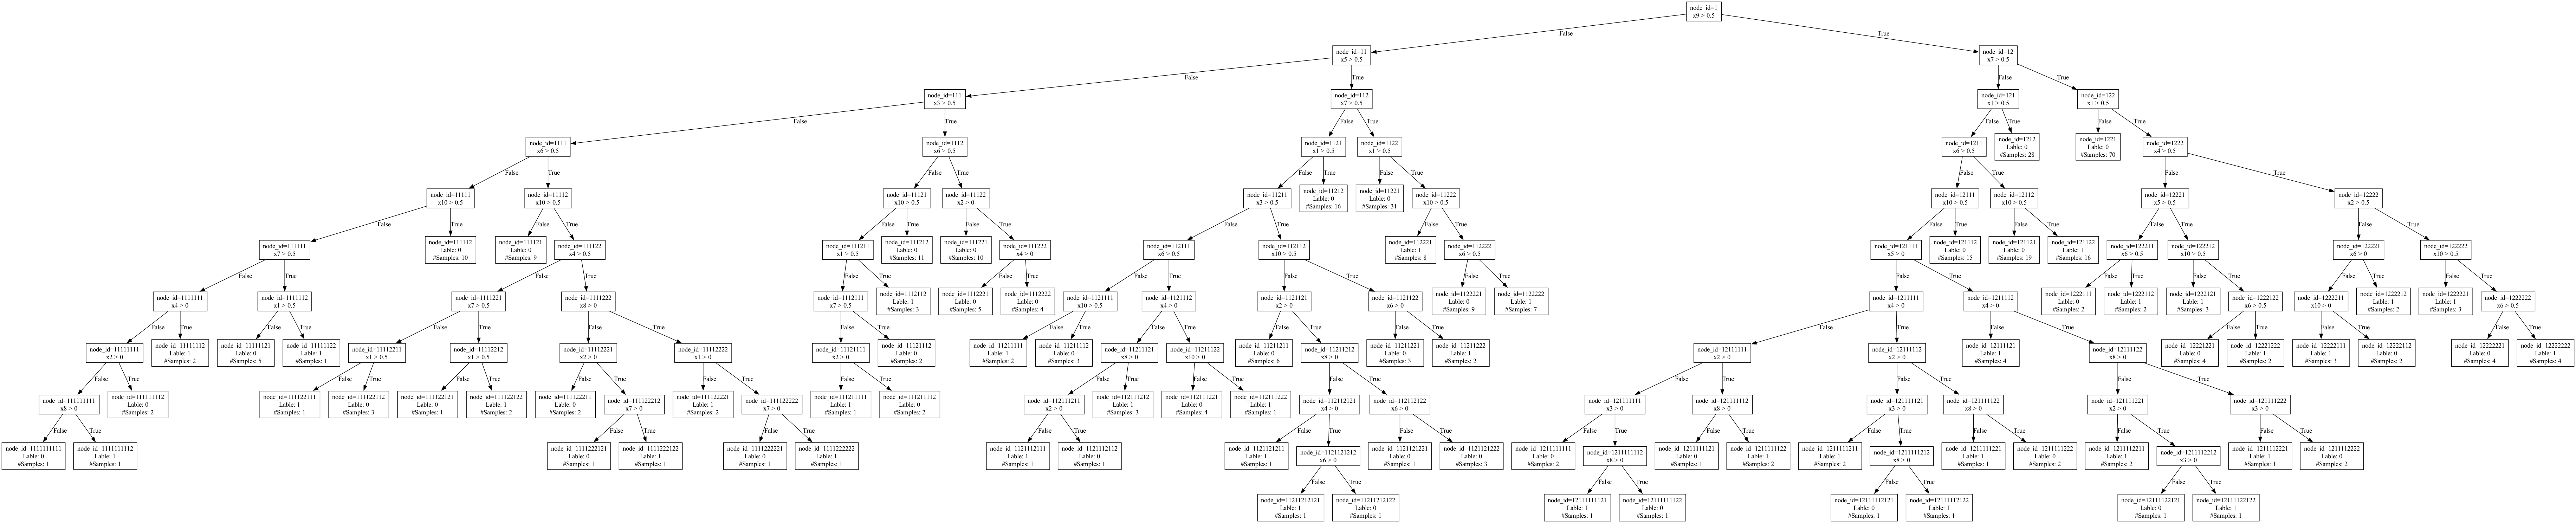 node_id=1
x9 > 0.5
False
True
node_id=11
x5 > 0.5
node_id=12
x7 > 0.5
False
True
False
True
node_id=111
x3 > 0.5
node_id=112
x7 > 0.5
node_id=121
x1 > 0.5
node_id=122
x1 > 0.5
False
True
False
True
False
True
False
True
node_id=1111
x6 > 0.5
node_id=1112
x6 > 0.5
node_id=1121
x1 > 0.5
node_id=1122
x1 > 0.5
node_id=1211
x6 > 0.5
node_id=1212
Lable: 0
#Samples: 28
node_id=1221
Lable: 0
#Samples: 70
node_id=1222
x4 > 0.5
False
True
False
True
False
True
False
True
False
True
False
True
node_id=11111
x10 > 0.5
node_id=11112
x10 > 0.5
node_id=11121
x10 > 0.5
node_id=11122
x2 > 0
node_id=11211
x3 > 0.5
node_id=11212
Lable: 0
#Samples: 16
node_id=11221
Lable: 0
#Samples: 31
node_id=11222
x10 > 0.5
node_id=12111
x10 > 0.5
node_id=12112
x10 > 0.5
node_id=12221
x5 > 0.5
node_id=12222
x2 > 0.5
False
True
False
True
False
True
False
True
False
True
False
True
False
True
False
True
False
True
False
True
node_id=111111
x7 > 0.5
node_id=111112
Lable: 0
#Samples: 10
node_id=111121
Lable: 0
#Samples: 9
node_id=111122
x4 > 0.5
node_id=111211
x1 > 0.5
node_id=111212
Lable: 0
#Samples: 11
node_id=111221
Lable: 0
#Samples: 10
node_id=111222
x4 > 0
node_id=112111
x6 > 0.5
node_id=112112
x10 > 0.5
node_id=112221
Lable: 1
#Samples: 8
node_id=112222
x6 > 0.5
node_id=121111
x5 > 0
node_id=121112
Lable: 0
#Samples: 15
node_id=121121
Lable: 0
#Samples: 19
node_id=121122
Lable: 1
#Samples: 16
node_id=122211
x6 > 0.5
node_id=122212
x10 > 0.5
node_id=122221
x6 > 0
node_id=122222
x10 > 0.5
False
True
False
True
False
True
False
True
False
True
False
True
False
True
False
True
False
True
False
True
False
True
False
True
node_id=1111111
x4 > 0
node_id=1111112
x1 > 0.5
node_id=1111221
x7 > 0.5
node_id=1111222
x8 > 0
node_id=1112111
x7 > 0.5
node_id=1112112
Lable: 1
#Samples: 3
node_id=1112221
Lable: 0
#Samples: 5
node_id=1112222
Lable: 0
#Samples: 4
node_id=1121111
x10 > 0.5
node_id=1121112
x4 > 0
node_id=1121121
x2 > 0
node_id=1121122
x6 > 0
node_id=1122221
Lable: 0
#Samples: 9
node_id=1122222
Lable: 1
#Samples: 7
node_id=1211111
x4 > 0
node_id=1211112
x4 > 0
node_id=1222111
Lable: 0
#Samples: 2
node_id=1222112
Lable: 1
#Samples: 2
node_id=1222121
Lable: 1
#Samples: 3
node_id=1222122
x6 > 0.5
node_id=1222211
x10 > 0
node_id=1222212
Lable: 1
#Samples: 2
node_id=1222221
Lable: 1
#Samples: 3
node_id=1222222
x6 > 0.5
False
True
False
True
False
True
False
True
False
True
False
True
False
True
False
True
False
True
False
True
False
True
False
True
False
True
False
True
node_id=11111111
x2 > 0
node_id=11111112
Lable: 1
#Samples: 2
node_id=11111121
Lable: 0
#Samples: 5
node_id=11111122
Lable: 1
#Samples: 1
node_id=11112211
x1 > 0.5
node_id=11112212
x1 > 0.5
node_id=11112221
x2 > 0
node_id=11112222
x1 > 0
node_id=11121111
x2 > 0
node_id=11121112
Lable: 0
#Samples: 2
node_id=11211111
Lable: 1
#Samples: 2
node_id=11211112
Lable: 0
#Samples: 3
node_id=11211121
x8 > 0
node_id=11211122
x10 > 0
node_id=11211211
Lable: 0
#Samples: 6
node_id=11211212
x8 > 0
node_id=11211221
Lable: 0
#Samples: 3
node_id=11211222
Lable: 1
#Samples: 2
node_id=12111111
x2 > 0
node_id=12111112
x2 > 0
node_id=12111121
Lable: 1
#Samples: 4
node_id=12111122
x8 > 0
node_id=12221221
Lable: 0
#Samples: 4
node_id=12221222
Lable: 1
#Samples: 2
node_id=12222111
Lable: 1
#Samples: 3
node_id=12222112
Lable: 0
#Samples: 2
node_id=12222221
Lable: 0
#Samples: 4
node_id=12222222
Lable: 1
#Samples: 4
False
True
False
True
False
True
False
True
False
True
False
True
False
True
False
True
False
True
False
True
False
True
False
True
node_id=111111111
x8 > 0
node_id=111111112
Lable: 0
#Samples: 2
node_id=111122111
Lable: 1
#Samples: 1
node_id=111122112
Lable: 0
#Samples: 3
node_id=111122121
Lable: 0
#Samples: 1
node_id=111122122
Lable: 1
#Samples: 2
node_id=111122211
Lable: 0
#Samples: 2
node_id=111122212
x7 > 0
node_id=111122221
Lable: 1
#Samples: 2
node_id=111122222
x7 > 0
node_id=111211111
Lable: 1
#Samples: 1
node_id=111211112
Lable: 0
#Samples: 2
node_id=112111211
x2 > 0
node_id=112111212
Lable: 1
#Samples: 3
node_id=112111221
Lable: 0
#Samples: 4
node_id=112111222
Lable: 1
#Samples: 1
node_id=112112121
x4 > 0
node_id=112112122
x6 > 0
node_id=121111111
x3 > 0
node_id=121111112
x8 > 0
node_id=121111121
x3 > 0
node_id=121111122
x8 > 0
node_id=121111221
x2 > 0
node_id=121111222
x3 > 0
False
True
False
True
False
True
False
True
False
True
False
True
False
True
False
True
False
True
False
True
False
True
False
True
node_id=1111111111
Lable: 0
#Samples: 1
node_id=1111111112
Lable: 1
#Samples: 1
node_id=1111222121
Lable: 0
#Samples: 1
node_id=1111222122
Lable: 1
#Samples: 1
node_id=1111222221
Lable: 0
#Samples: 1
node_id=1111222222
Lable: 1
#Samples: 1
node_id=1121112111
Lable: 1
#Samples: 1
node_id=1121112112
Lable: 0
#Samples: 1
node_id=1121121211
Lable: 1
#Samples: 1
node_id=1121121212
x6 > 0
node_id=1121121221
Lable: 0
#Samples: 1
node_id=1121121222
Lable: 0
#Samples: 3
node_id=1211111111
Lable: 0
#Samples: 2
node_id=1211111112
x8 > 0
node_id=1211111121
Lable: 0
#Samples: 1
node_id=1211111122
Lable: 1
#Samples: 2
node_id=1211111211
Lable: 1
#Samples: 2
node_id=1211111212
x8 > 0
node_id=1211111221
Lable: 1
#Samples: 1
node_id=1211111222
Lable: 0
#Samples: 2
node_id=1211112211
Lable: 1
#Samples: 2
node_id=1211112212
x3 > 0
node_id=1211112221
Lable: 1
#Samples: 1
node_id=1211112222
Lable: 0
#Samples: 2
False
True
False
True
False
True
False
True
node_id=11211212121
Lable: 1
#Samples: 1
node_id=11211212122
Lable: 0
#Samples: 1
node_id=12111111121
Lable: 1
#Samples: 1
node_id=12111111122
Lable: 0
#Samples: 1
node_id=12111112121
Lable: 0
#Samples: 1
node_id=12111112122
Lable: 1
#Samples: 1
node_id=12111122121
Lable: 0
#Samples: 1
node_id=12111122122
Lable: 1
#Samples: 1